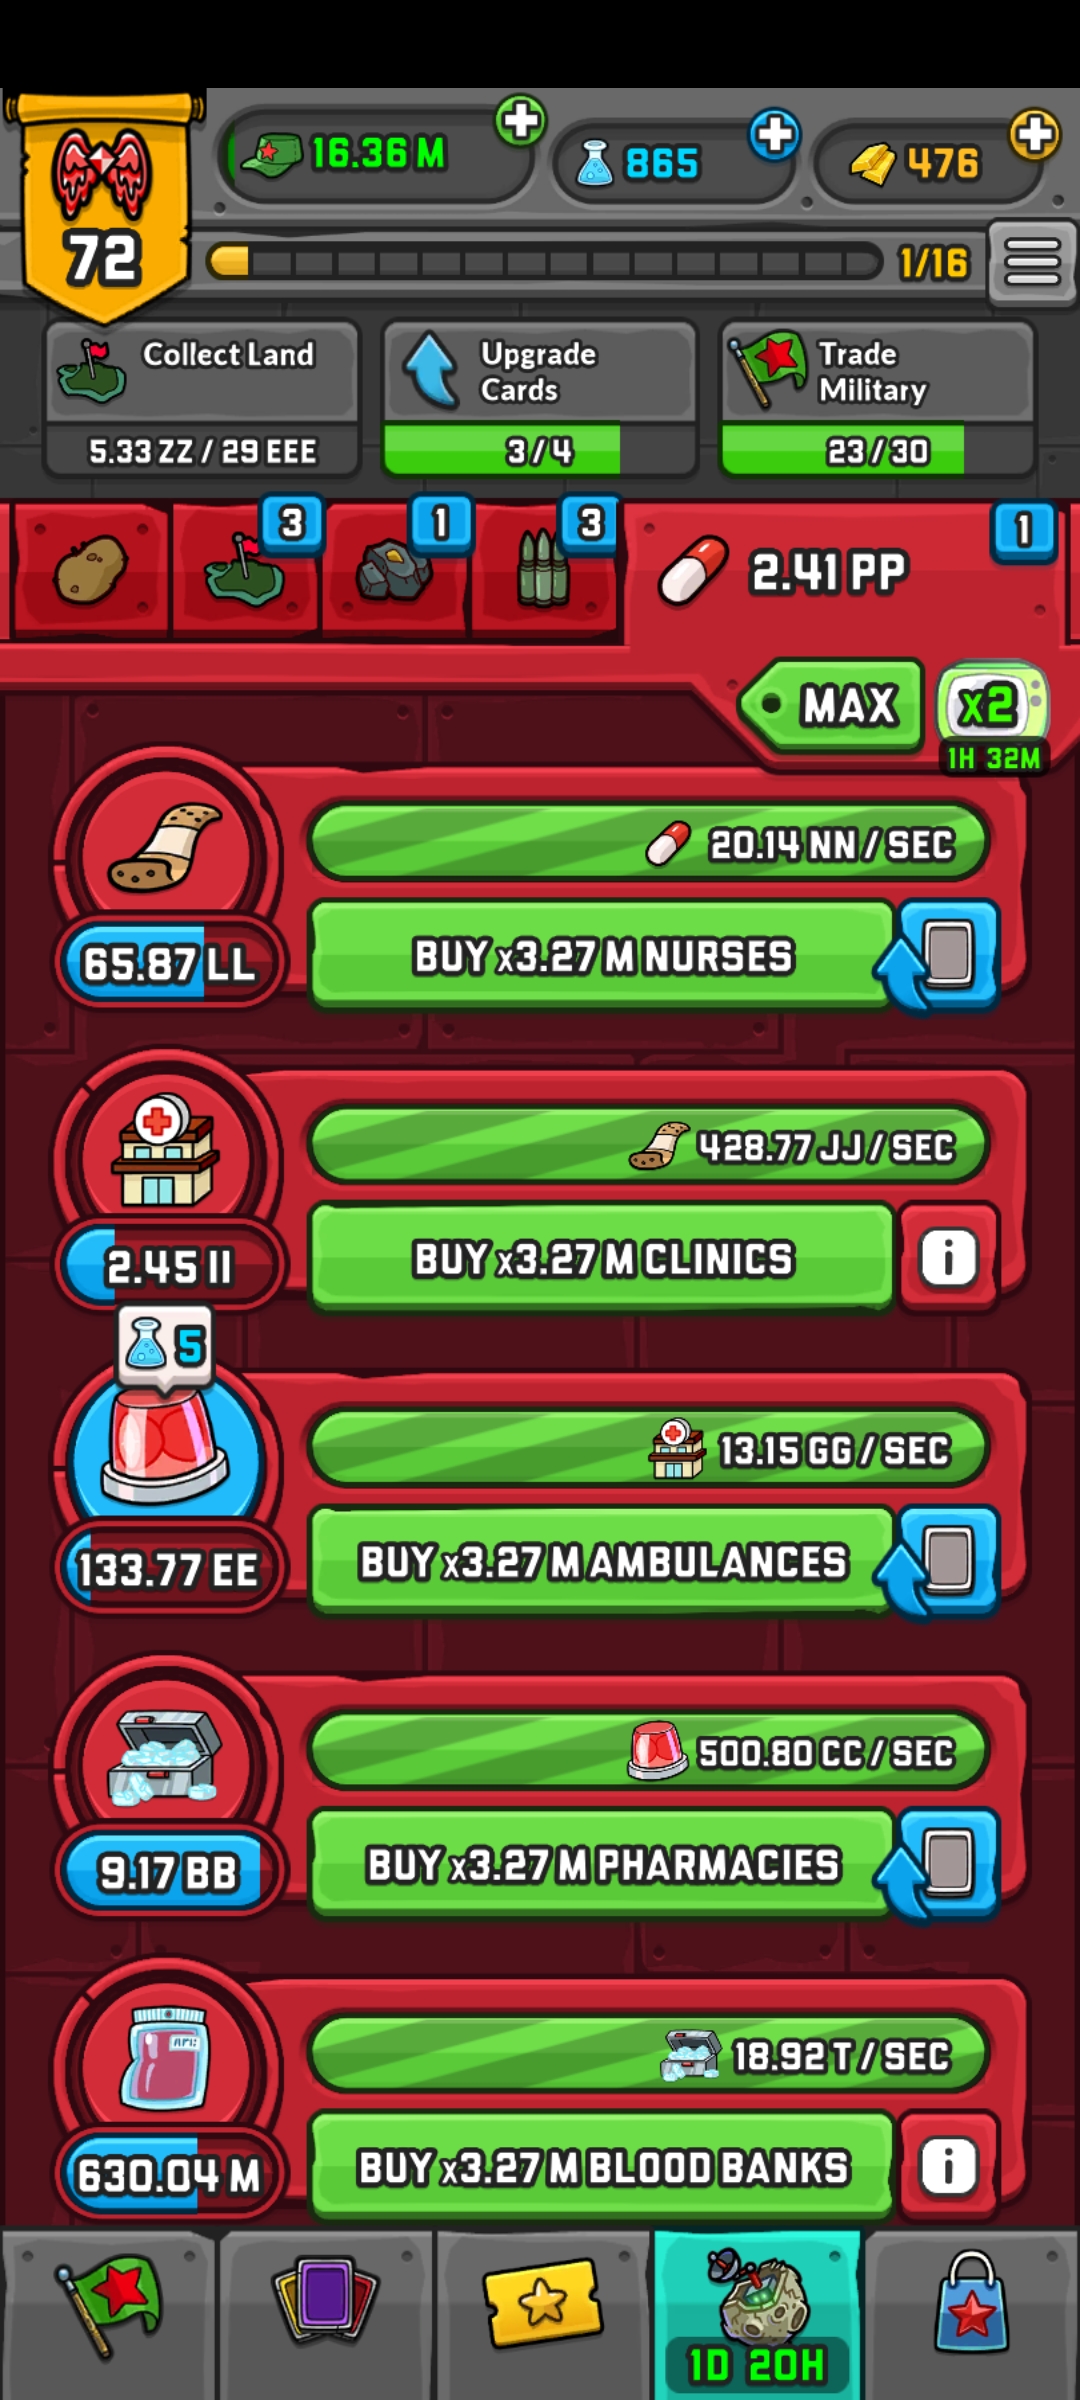 16.36 M
865
476
72
1/16
Collect Land
5.33 ZZ / 29 EEE
Upgrade
Cards
3/4
Trade
Military
23/30
3
1
3
2.41 PP
1
MAX
x2
1H 32M
20.14 NN / SEC
65.87 LL
BUY x3.27 M NURSES
428.77 JJ / SEC
2.45 II
BUY x3.27 M CLINICS
i
5
13.15 GG / SEC
133.77 EE
BUY x3.27 M AMBULANCES
500.80 CC / SEC
9.17 BB
BUY x3.27 M PHARMACIES
18.92 T / SEC
630.04 M
BUY x3.27 M BLOOD BANKS
i
1D 20H